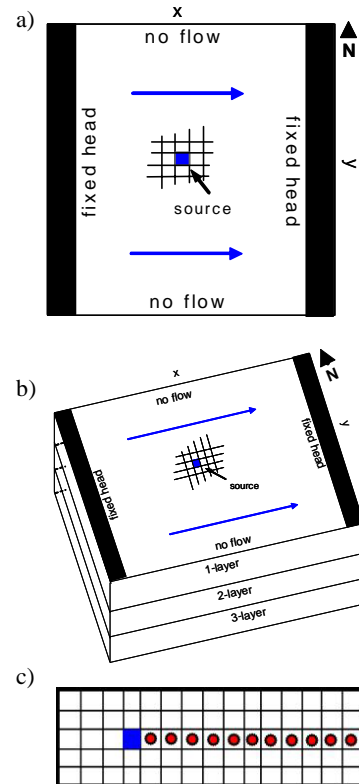 a)
x
no flow
N
fixed head
fixed head
y
source
no flow
b)
x
N
no flow
y
fixed head
fixed head
source
no flow
1-layer
2-layer
3-layer
c)